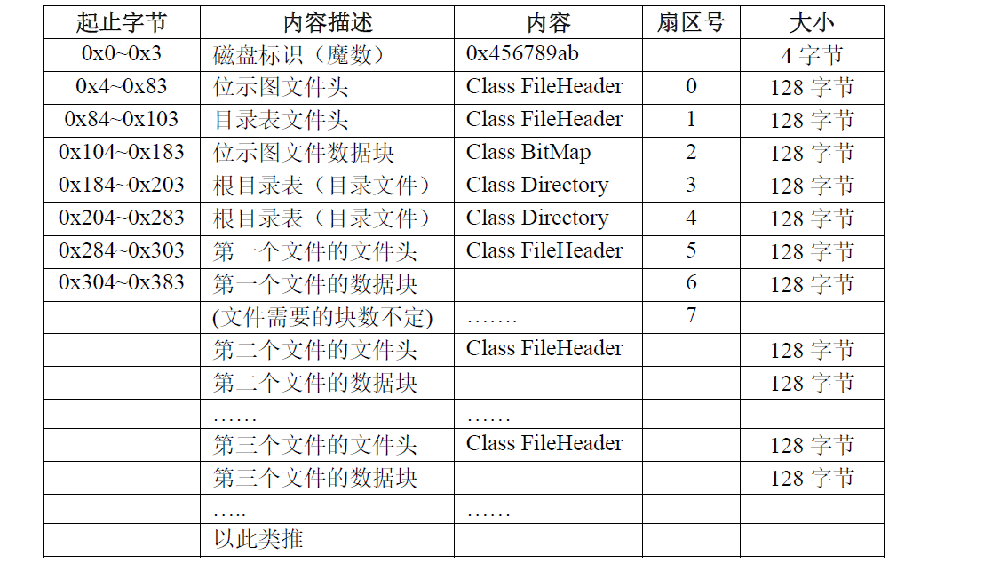 起止字节 内容描述 内容 扇区号 大小
0x0~0x3 磁盘标识（魔数） 0x456789ab 4 字节
0x4~0x83 位示图文件头 Class FileHeader 0 128 字节
0x84~0x103 目录表文件头 Class FileHeader 1 128 字节
0x104~0x183 位示图文件数据块 Class BitMap 2 128 字节
0x184~0x203 根目录表（目录文件） Class Directory 3 128 字节
0x204~0x283 根目录表（目录文件） Class Directory 4 128 字节
0x284~0x303 第一个文件的文件头 Class FileHeader 5 128 字节
0x304~0x383 第一个文件的数据块 6 128 字节
(文件需要的块数不定) ……. 7
第二个文件的文件头 Class FileHeader 128 字节
第二个文件的数据块 128 字节
…… ……
第三个文件的文件头 Class FileHeader 128 字节
第三个文件的数据块 128 字节
….. ……
以此类推